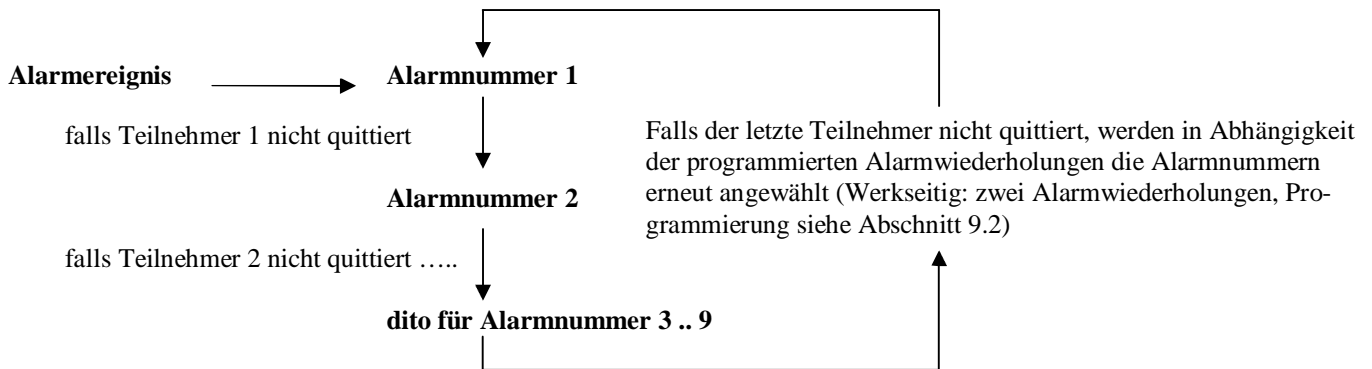 Alarmereignis
Alarmnummer 1
falls Teilnehmer 1 nicht quittiert
Alarmnummer 2
falls Teilnehmer 2 nicht quittiert …..
dito für Alarmnummer 3 .. 9
Falls der letzte Teilnehmer nicht quittiert, werden in Abhängigkeit
der programmierten Alarmwiederholungen die Alarmnummern
erneut angewählt (Werkseitig: zwei Alarmwiederholungen, Pro-
grammierung siehe Abschnitt 9.2)